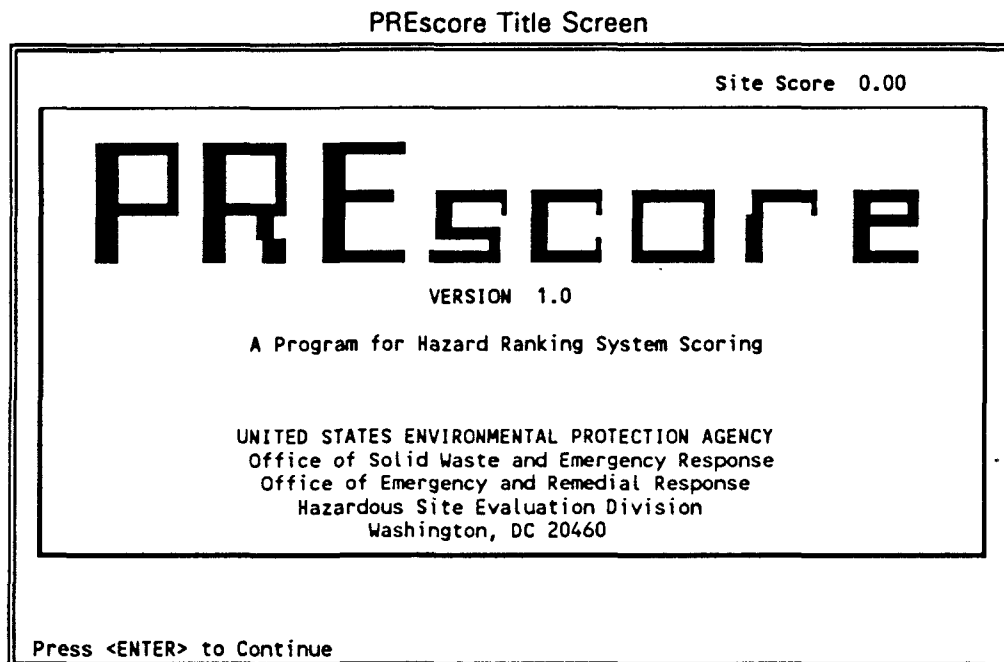 PREscore Title Screen
Site Score 0.00
PREscore
VERSION 1.0
A Program for Hazard Ranking System Scoring
UNITED STATES ENVIRONMENTAL PROTECTION AGENCY
Office of Solid Waste and Emergency Response
Office of Emergency and Remedial Response
Hazardous Site Evaluation Division
Washington, DC 20460
Press <ENTER> to Continue